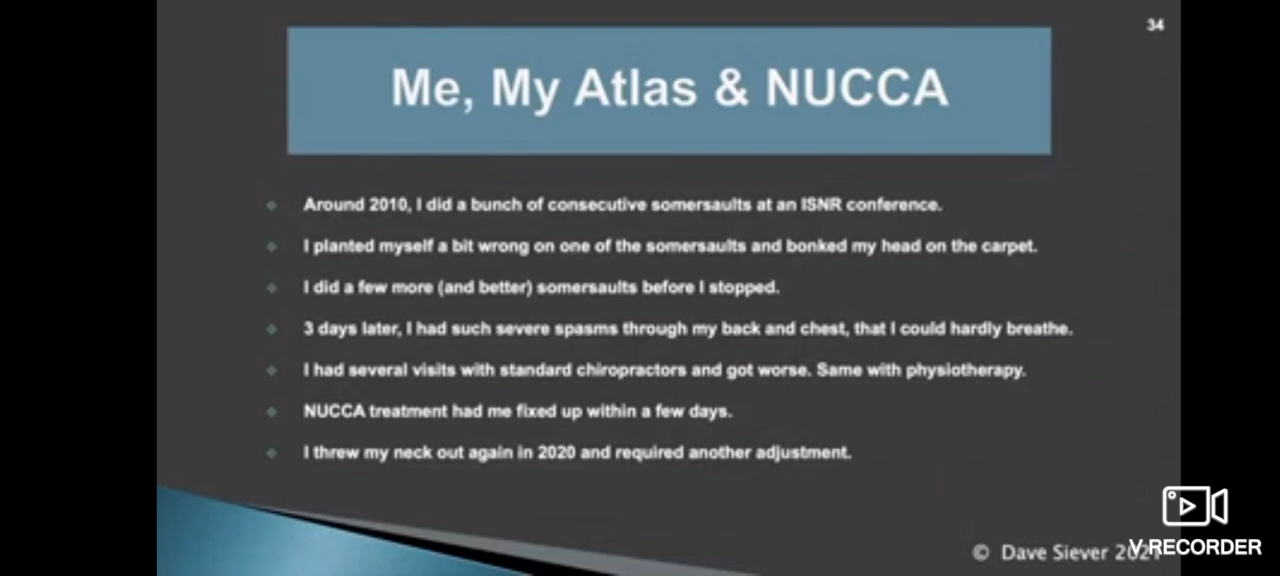 34
Me, My Atlas & NUCCA
Around 2010, I did a bunch of consecutive somersaults at an ISNR conference.
I planted myself a bit wrong on one of the somersaults and bonked my head on the carpet.
I did a few more (and better) somersaults before I stopped.
3 days later, I had such severe spasms through my back and chest, that I could hardly breathe.
I had several visits with standard chiropractors and got worse. Same with physiotherapy.
NUCCA treatment had me fixed up within a few days.
I threw my neck out again in 2020 and required another adjustment.
© Dave Siever
V RECORDER